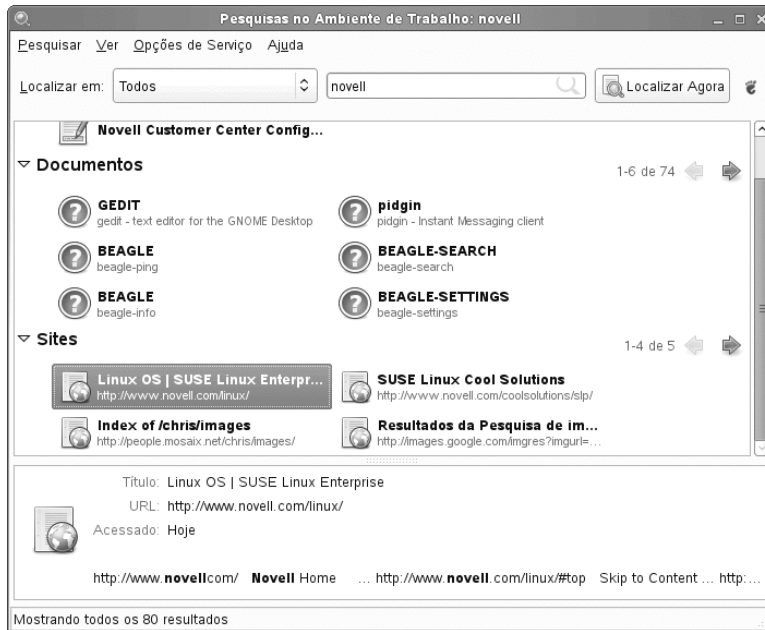 Pesquisas no Ambiente de Trabalho: novell
Pesquisar Ver Opções de Serviço Ajuda
Localizar em: Todos novell Localizar Agora
Novell Customer Center Config...
Documentos 1-6 de 74
GEDIT pidgin
gedit - text editor for the GNOME Desktop pidgin - Instant Messaging client
BEAGLE BEAGLE-SEARCH
beagle-ping beagle-search
BEAGLE BEAGLE-SETTINGS
beagle-info beagle-settings
Sites 1-4 de 5
Linux OS | SUSE Linux Enterpr... SUSE Linux Cool Solutions
http://www.novell.com/linux/ http://www.novell.com/coolsolutions/slp/
Index of /chris/images Resultados da Pesquisa de im...
http://people.mosaix.net/chris/images/ http://images.google.com/imgres?imgurl=...
Título: Linux OS | SUSE Linux Enterprise
URL: http://www.novell.com/linux/
Acessado: Hoje
http://www.novellcom/ Novell Home ... http://www.novell.com/linux/#top Skip to Content ... http:...
Mostrando todos os 80 resultados